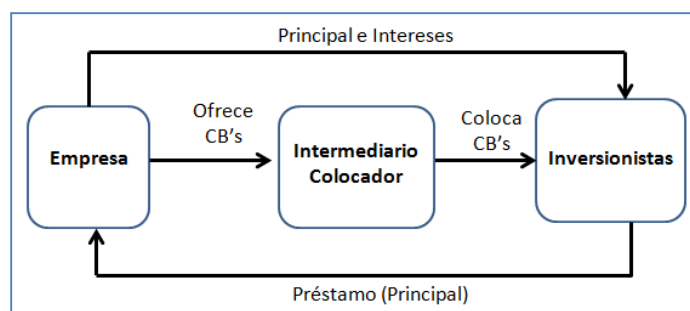 Principal e Intereses
Ofrece
CB's
Coloca
CB's
Empresa
Intermediario
Colocador
Inversionistas
Préstamo (Principal)